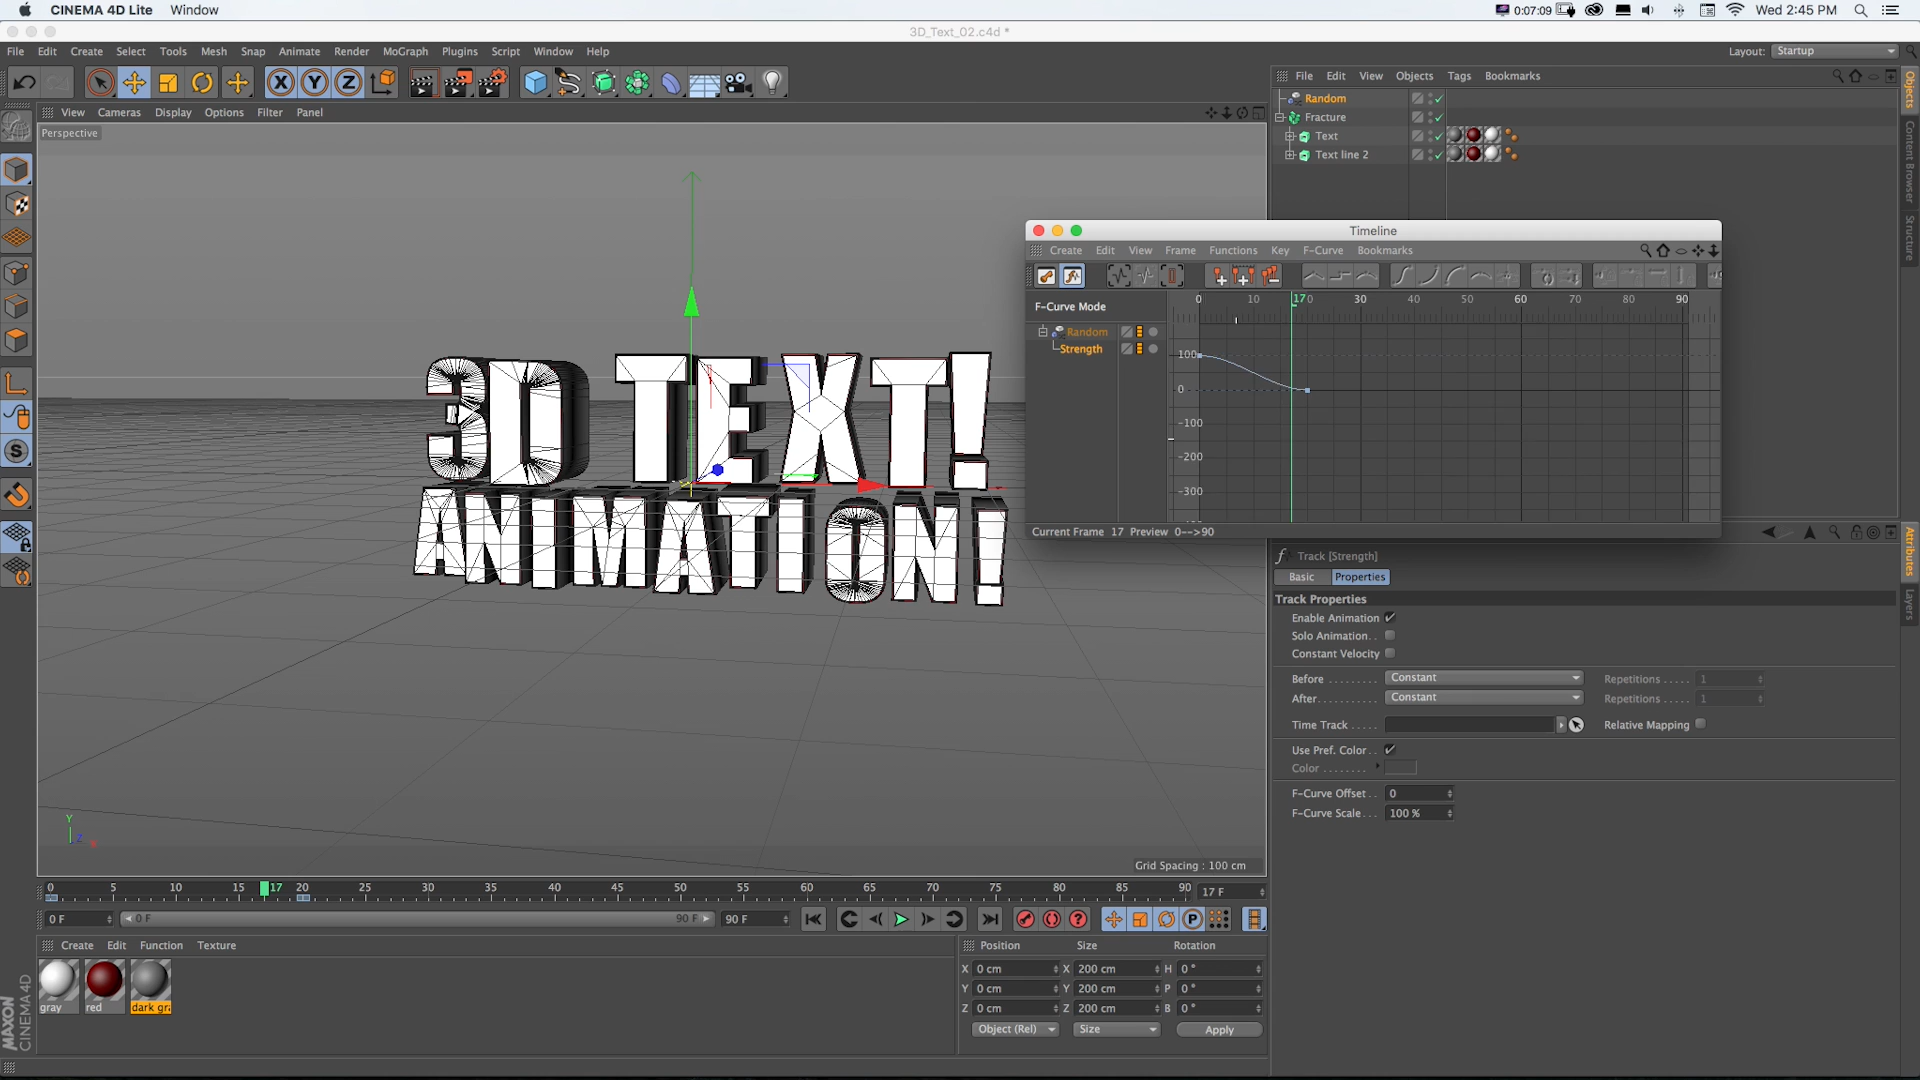 CINEMA 4D Lite Window 0:07:09 Wed 2:45 PM
3D_Text_02.c4d *
File Edit Create Select Tools Mesh Snap Animate Render MoGraph Plugins Script Window Help Layout: Startup
File Edit View Objects Tags Bookmarks
Objects
Content Browser
Structure
Random
Fracture
Text
Text line 2
View Cameras Display Options Filter Panel
Perspective
3D TEXT!
ANIMATION!
Y
Z
X
Grid Spacing : 100 cm
Timeline
Create Edit View Frame Functions Key F-Curve Bookmarks
F-Curve Mode
0 10 17 20 30 40 50 60 70 80 90
Random
Strength
100
0
-100
-200
-300
Current Frame 17 Preview 0-->90
Attributes
Layers
Track [Strength]
Basic Properties
Track Properties
Enable Animation
Solo Animation. .
Constant Velocity
Before . . . . . . . . . Constant Repetitions . . . . . 1
After. . . . . . . . . . . Constant Repetitions . . . . . 1
Time Track . . . . . Relative Mapping
Use Pref. Color . .
Color . . . . . . . .
F-Curve Offset . . 0
F-Curve Scale. . . 100 %
0 5 10 15 17 20 25 30 35 40 45 50 55 60 65 70 75 80 85 90 17 F
0 F 0 F 90 F 90 F
Create Edit Function Texture
gray red dark gra
Position Size Rotation
X 0 cm X 200 cm H 0 °
Y 0 cm Y 200 cm P 0 °
Z 0 cm Z 200 cm B 0 °
Object (Rel) Size Apply
MAXON
CINEMA 4D